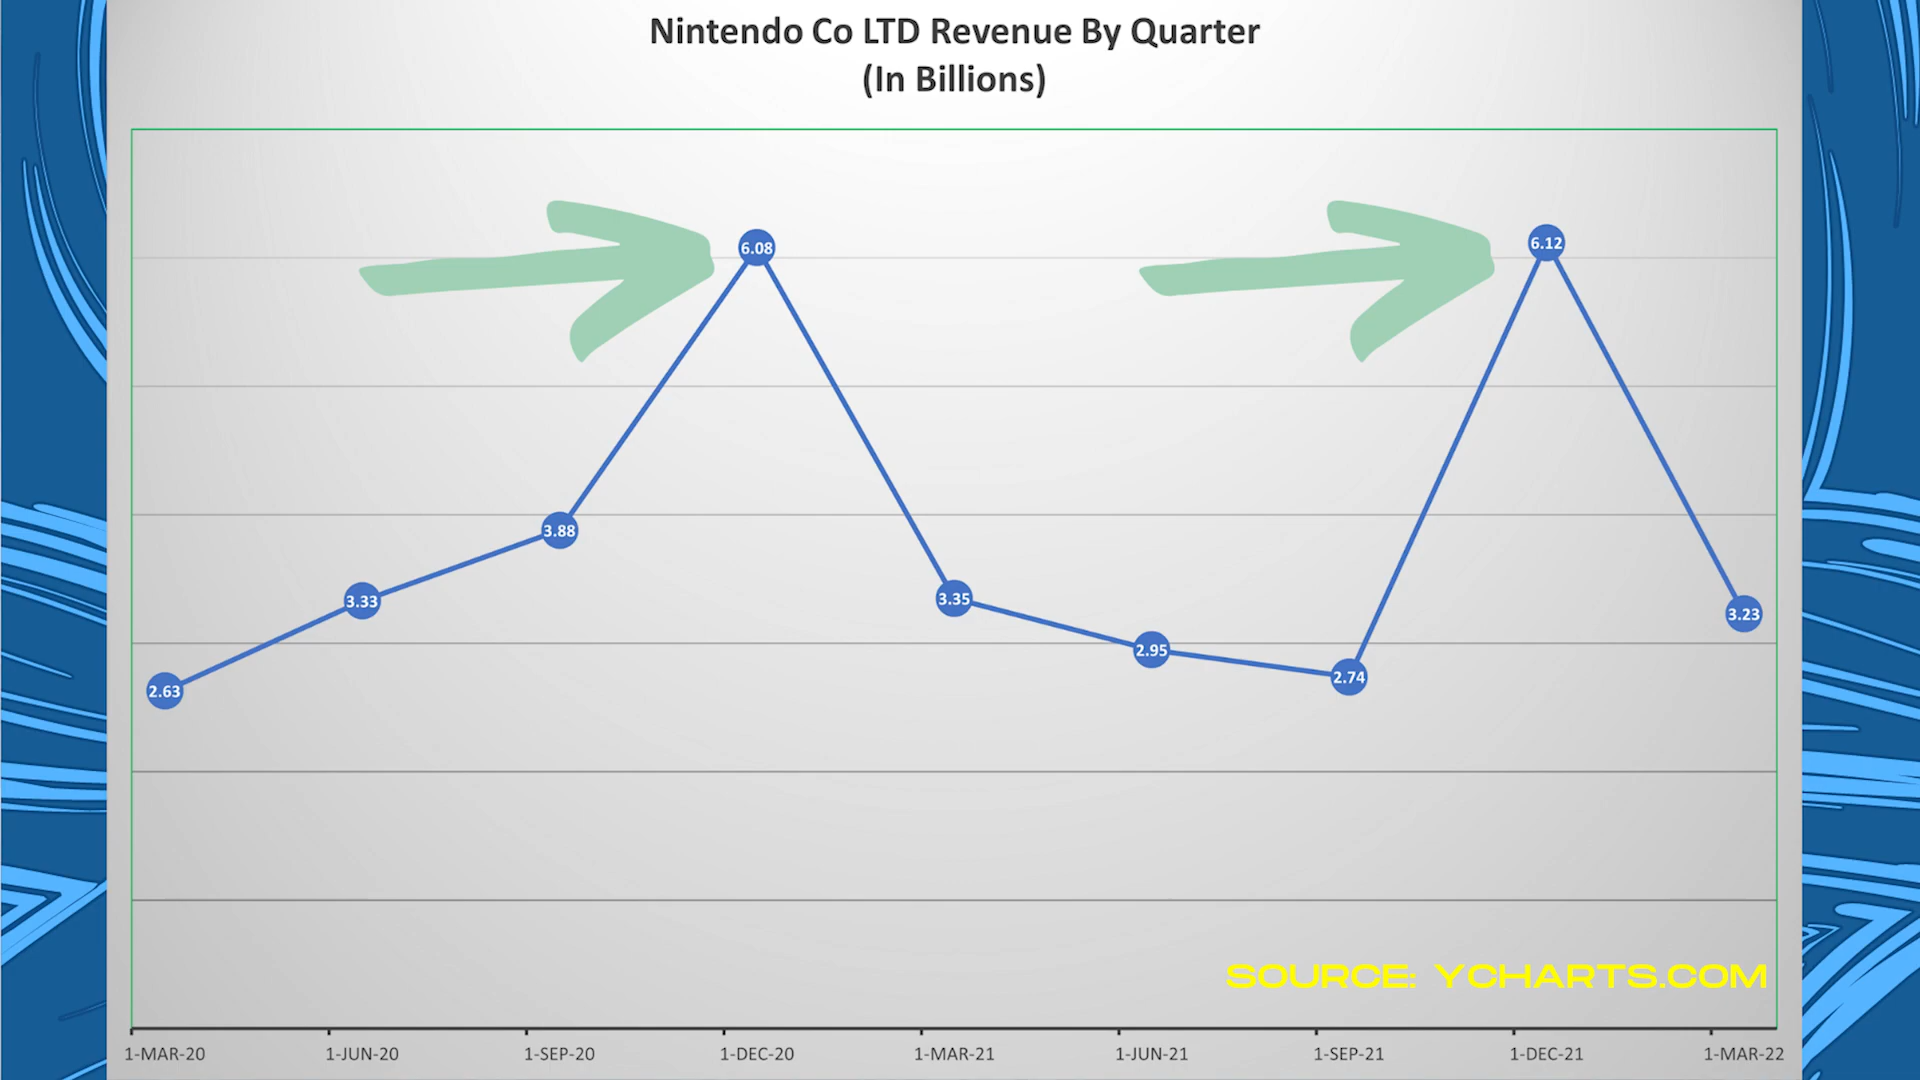 Nintendo Co LTD Revenue By Quarter
(In Billions)
6.08
6.12
3.88
3.33
3.35
3.23
2.95
2.74
2.63
SOURCE: YCHARTS.COM
1-MAR-20 1-JUN-20 1-SEP-20 1-DEC-20 1-MAR-21 1-JUN-21 1-SEP-21 1-DEC-21 1-MAR-22